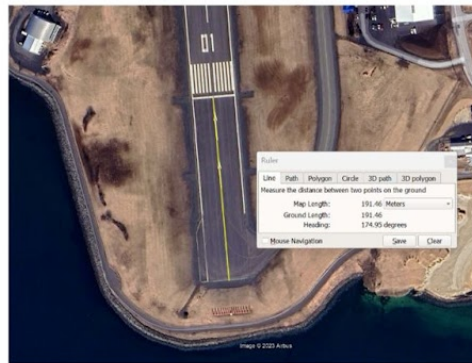 01
Ruler
Line Path Polygon Circle 3D path 3D polygon
Measure the distance between two points on the ground
Map Length: 191.46 Meters
Ground Length: 191.46
Heading: 174.95 degrees
Mouse Navigation Save Clear
Image © 2023 Airbus